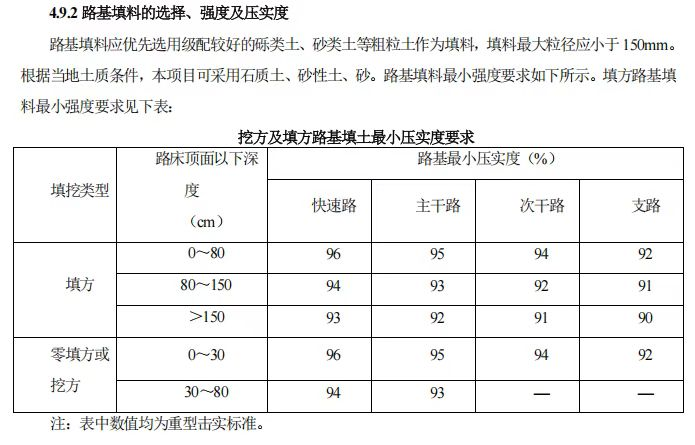 4.9.2 路基填料的选择、强度及压实度
路基填料应优先选用级配较好的砾类土、砂类土等粗粒土作为填料，填料最大粒径应小于 150mm。
根据当地土质条件，本项目可采用石质土、砂性土、砂。路基填料最小强度要求如下所示。填方路基填
料最小强度要求见下表：
挖方及填方路基填土最小压实度要求
填挖类型 路床顶面以下深度（cm） 路基最小压实度（%）
快速路 主干路 次干路 支路
填方 0～80 96 95 94 92
80～150 94 93 92 91
＞150 93 92 91 90
零填方或挖方 0～30 96 95 94 92
30～80 94 93 — —
注：表中数值均为重型击实标准。